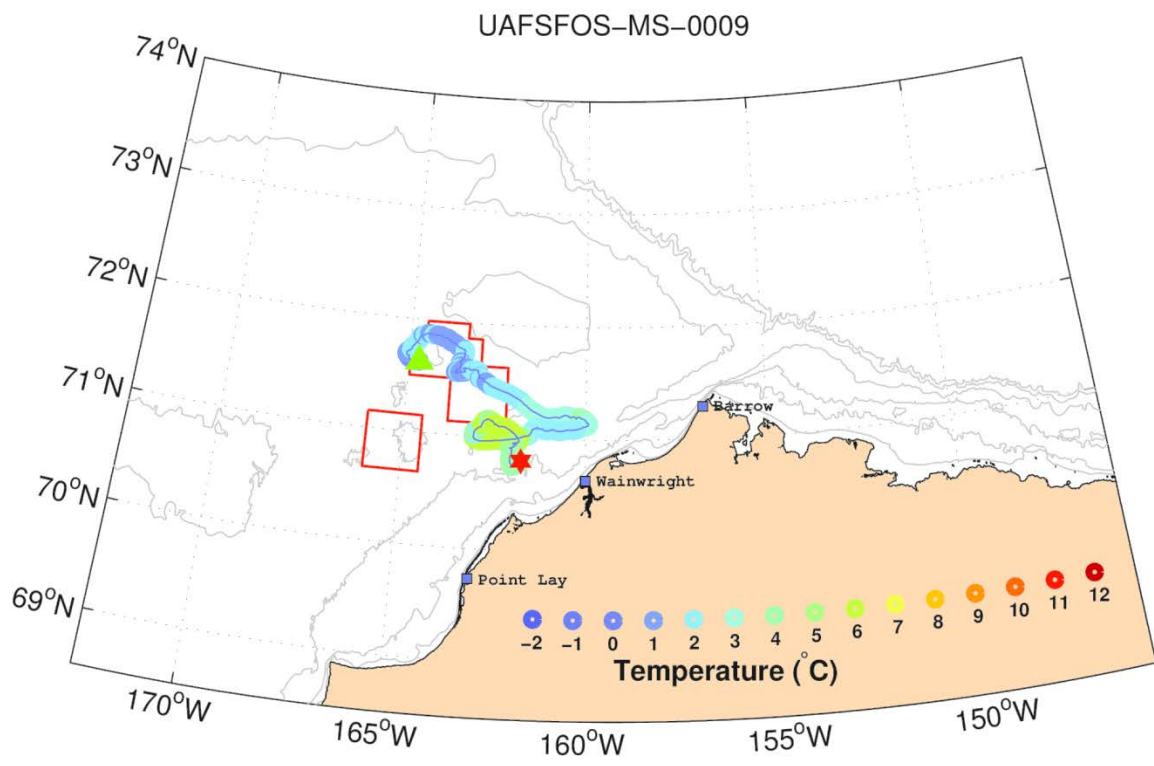 UAFSFOS−MS−0009
74°N
73°N
72°N
71°N
70°N
69°N
Barrow
Wainwright
Point Lay
−2 −1 0 1 2 3 4 5 6 7 8 9 10 11 12
Temperature (°C)
170°W 165°W 160°W 155°W 150°W